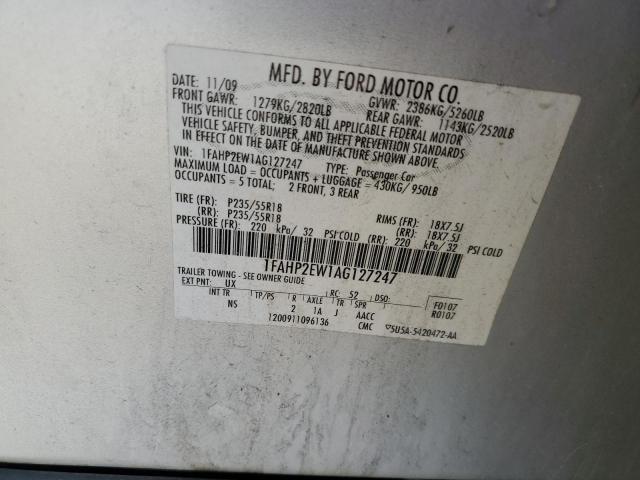 MFD. BY FORD MOTOR CO.
DATE: 11/09 GVWR: 2386KG/5260LB
FRONT GAWR: 1279KG/2820LB REAR GAWR: 1143KG/2520LB
THIS VEHICLE CONFORMS TO ALL APPLICABLE FEDERAL MOTOR
VEHICLE SAFETY, BUMPER, AND THEFT PREVENTION STANDARDS
IN EFFECT ON THE DATE OF MANUFACTURE SHOWN ABOVE.
VIN: 1FAHP2EW1AG127247 TYPE: Passenger Car
MAXIMUM LOAD = OCCUPANTS + LUGGAGE = 430KG/950LB
OCCUPANTS = 5 TOTAL; 2 FRONT, 3 REAR
TIRE (FR): P235/55R18 RIMS (FR): 18X7.5J
(RR): P235/55R18 (RR): 18X7.5J
PRESSURE (FR): 220 kPa/ 32 PSI COLD (RR): 220 kPa/ 32 PSI COLD
1FAHP2EW1AG127247
TRAILER TOWING - SEE OWNER GUIDE
EXT PNT: UX RC: 52 DSO: F0107
INT TR TP/PS R AXLE TR SPR R0107
NS 2 1A J AACC
1200911096136 CMC 5U5A-5420472-AA